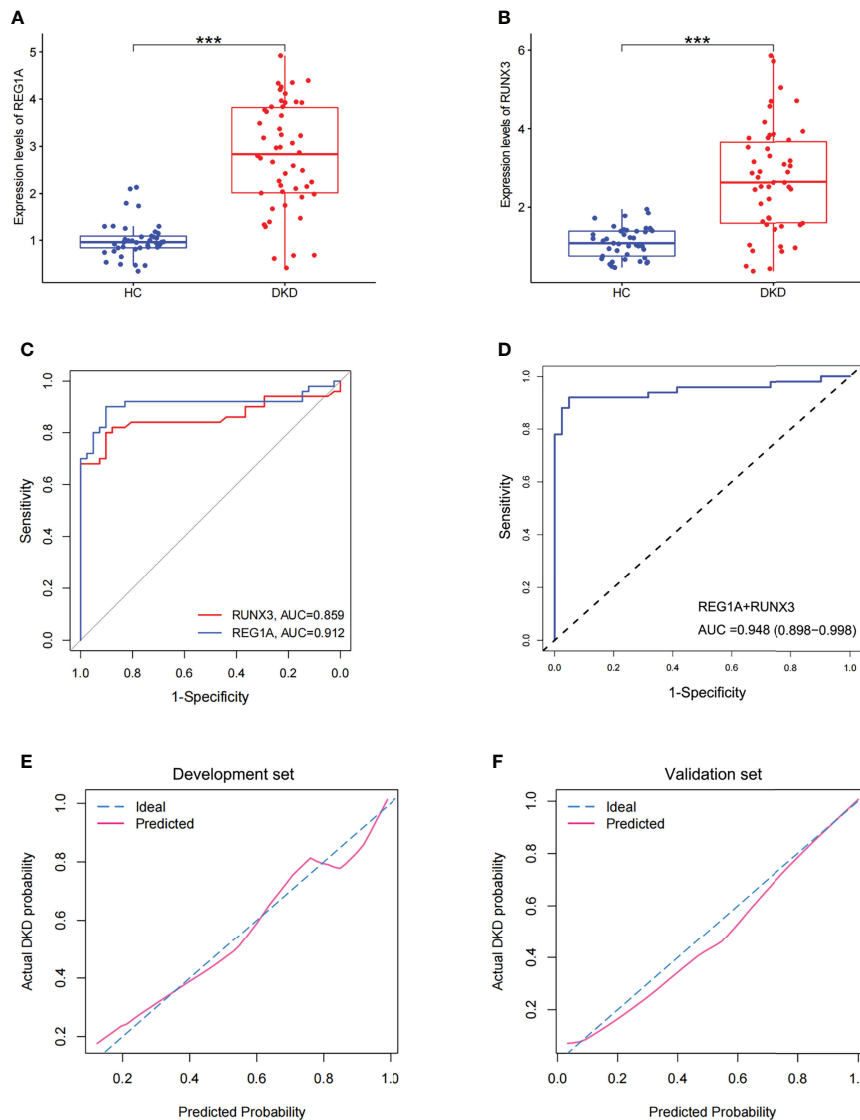 A
***
Expression levels of REG1A
5
4
3
2
1
HC
DKD
B
***
Expression levels of RUNX3
6
4
2
HC
DKD
C
Sensitivity
1.0
0.8
0.6
0.4
0.2
0.0
RUNX3, AUC=0.859
REG1A, AUC=0.912
1.0 0.8 0.6 0.4 0.2 0.0
1-Specificity
D
Sensitivity
1.0
0.8
0.6
0.4
0.2
0.0
REG1A+RUNX3
AUC =0.948 (0.898−0.998)
0.0 0.2 0.4 0.6 0.8 1.0
1-Specificity
E
Development set
Ideal
Predicted
Actual DKD probability
1.0
0.8
0.6
0.4
0.2
0.2 0.4 0.6 0.8 1.0
Predicted Probability
F
Validation set
Ideal
Predicted
Actual DKD probability
1.0
0.8
0.6
0.4
0.2
0.0 0.2 0.4 0.6 0.8 1.0
Predicted Probability